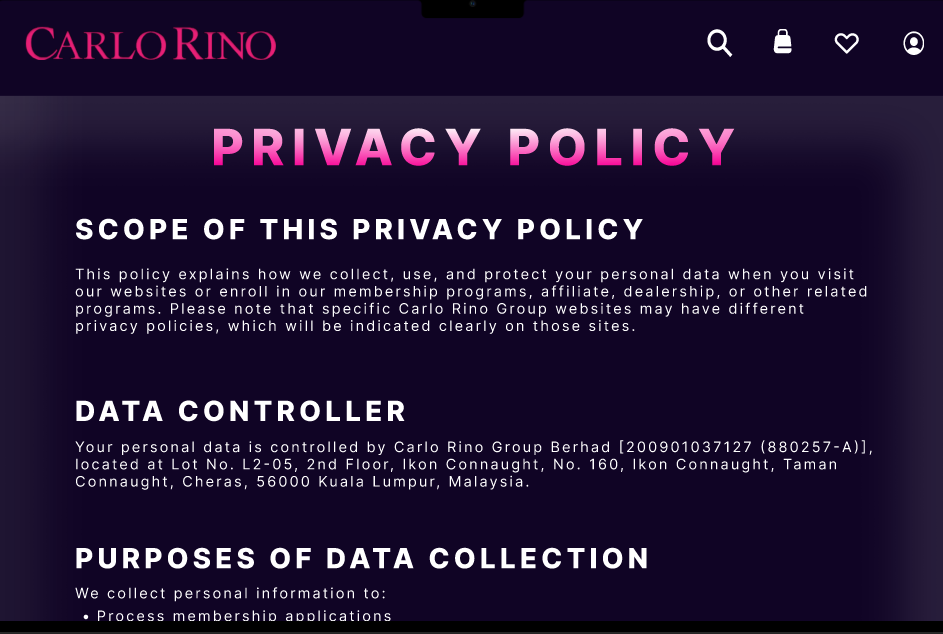 CARLO RINO
PRIVACY POLICY
SCOPE OF THIS PRIVACY POLICY
This policy explains how we collect, use, and protect your personal data when you visit
our websites or enroll in our membership programs, affiliate, dealership, or other related
programs. Please note that specific Carlo Rino Group websites may have different
privacy policies, which will be indicated clearly on those sites.
DATA CONTROLLER
Your personal data is controlled by Carlo Rino Group Berhad [200901037127 (880257-A)],
located at Lot No. L2-05, 2nd Floor, Ikon Connaught, No. 160, Ikon Connaught, Taman
Connaught, Cheras, 56000 Kuala Lumpur, Malaysia.
PURPOSES OF DATA COLLECTION
We collect personal information to:
• Process membership applications